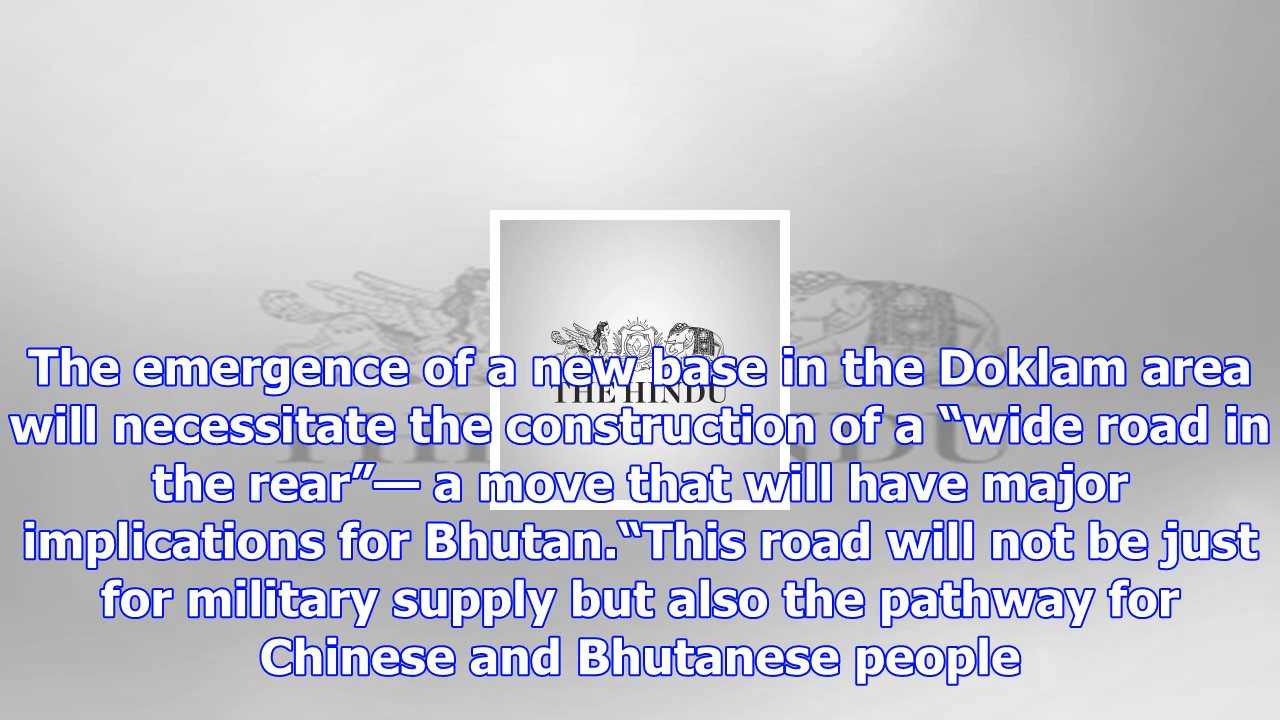 The emergence of a new base in the Doklam area
THE HINDU
will necessitate the construction of a “wide road in
the rear”— a move that will have major
implications for Bhutan.“This road will not be just
for military supply but also the pathway for
Chinese and Bhutanese people